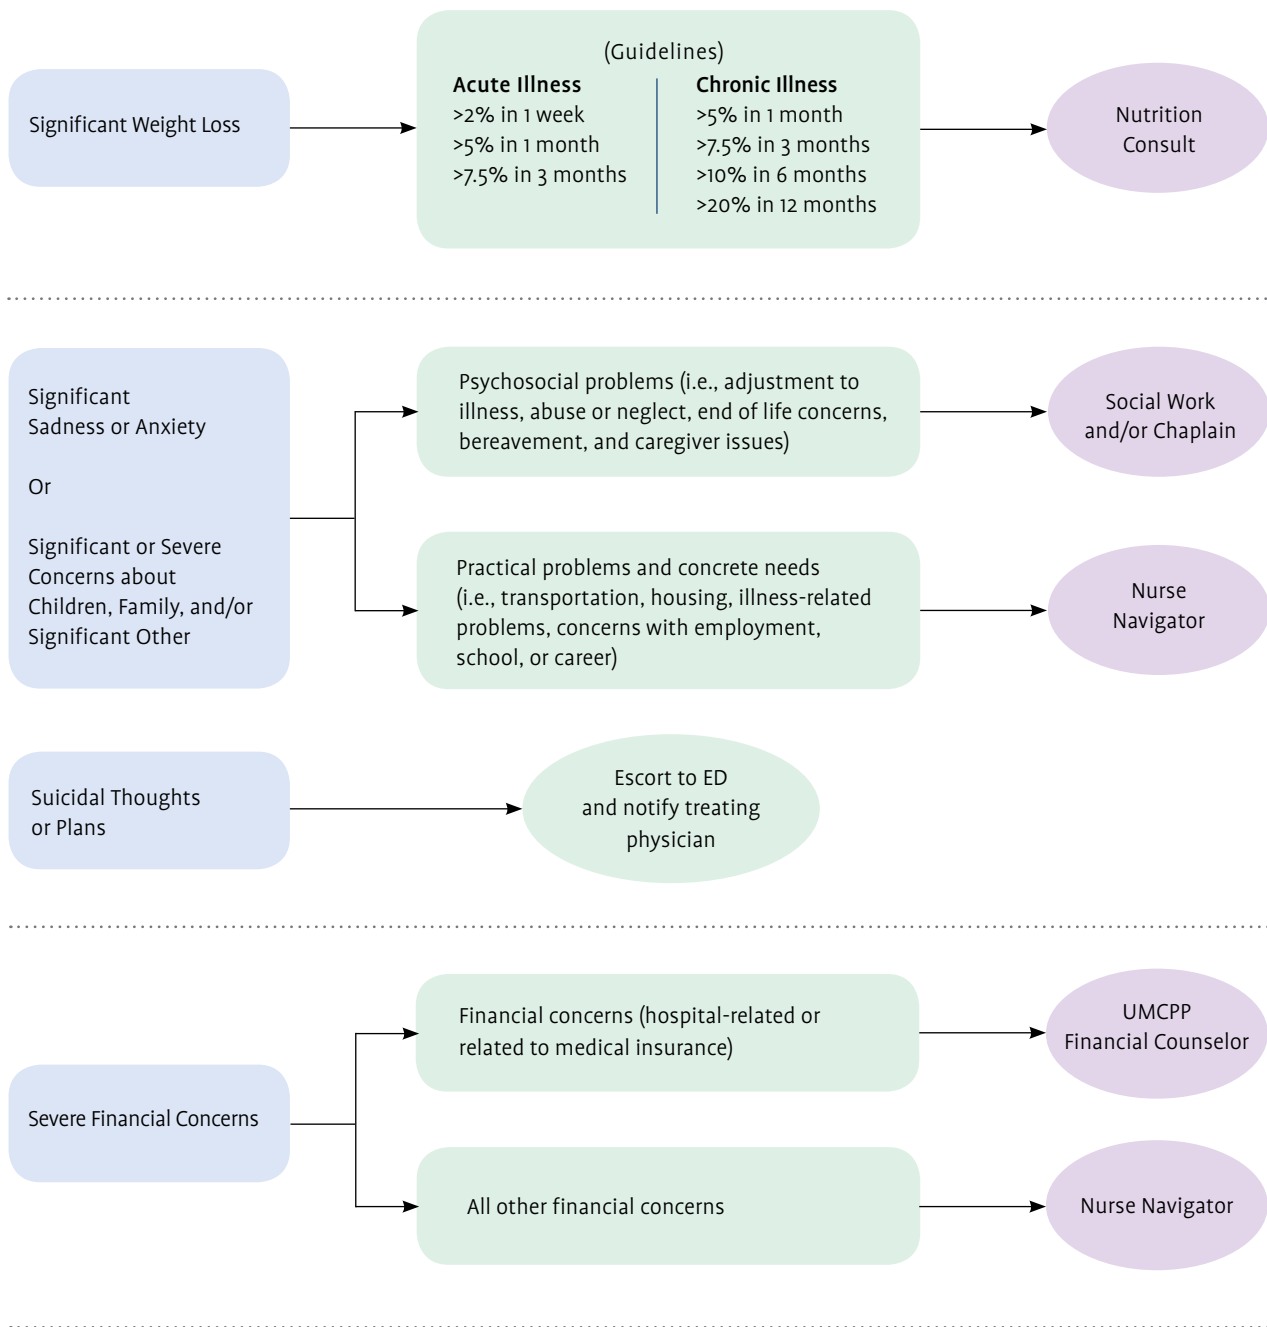 Significant Weight Loss
(Guidelines)
Acute Illness
>2% in 1 week
>5% in 1 month
>7.5% in 3 months
Chronic Illness
>5% in 1 month
>7.5% in 3 months
>10% in 6 months
>20% in 12 months
Nutrition
Consult
Significant
Sadness or Anxiety
Or
Significant or Severe
Concerns about
Children, Family, and/or
Significant Other
Psychosocial problems (i.e., adjustment to
illness, abuse or neglect, end of life concerns,
bereavement, and caregiver issues)
Social Work
and/or Chaplain
Practical problems and concrete needs
(i.e., transportation, housing, illness-related
problems, concerns with employment,
school, or career)
Nurse
Navigator
Suicidal Thoughts
or Plans
Escort to ED
and notify treating
physician
Severe Financial Concerns
Financial concerns (hospital-related or
related to medical insurance)
UMCPP
Financial Counselor
All other financial concerns
Nurse Navigator